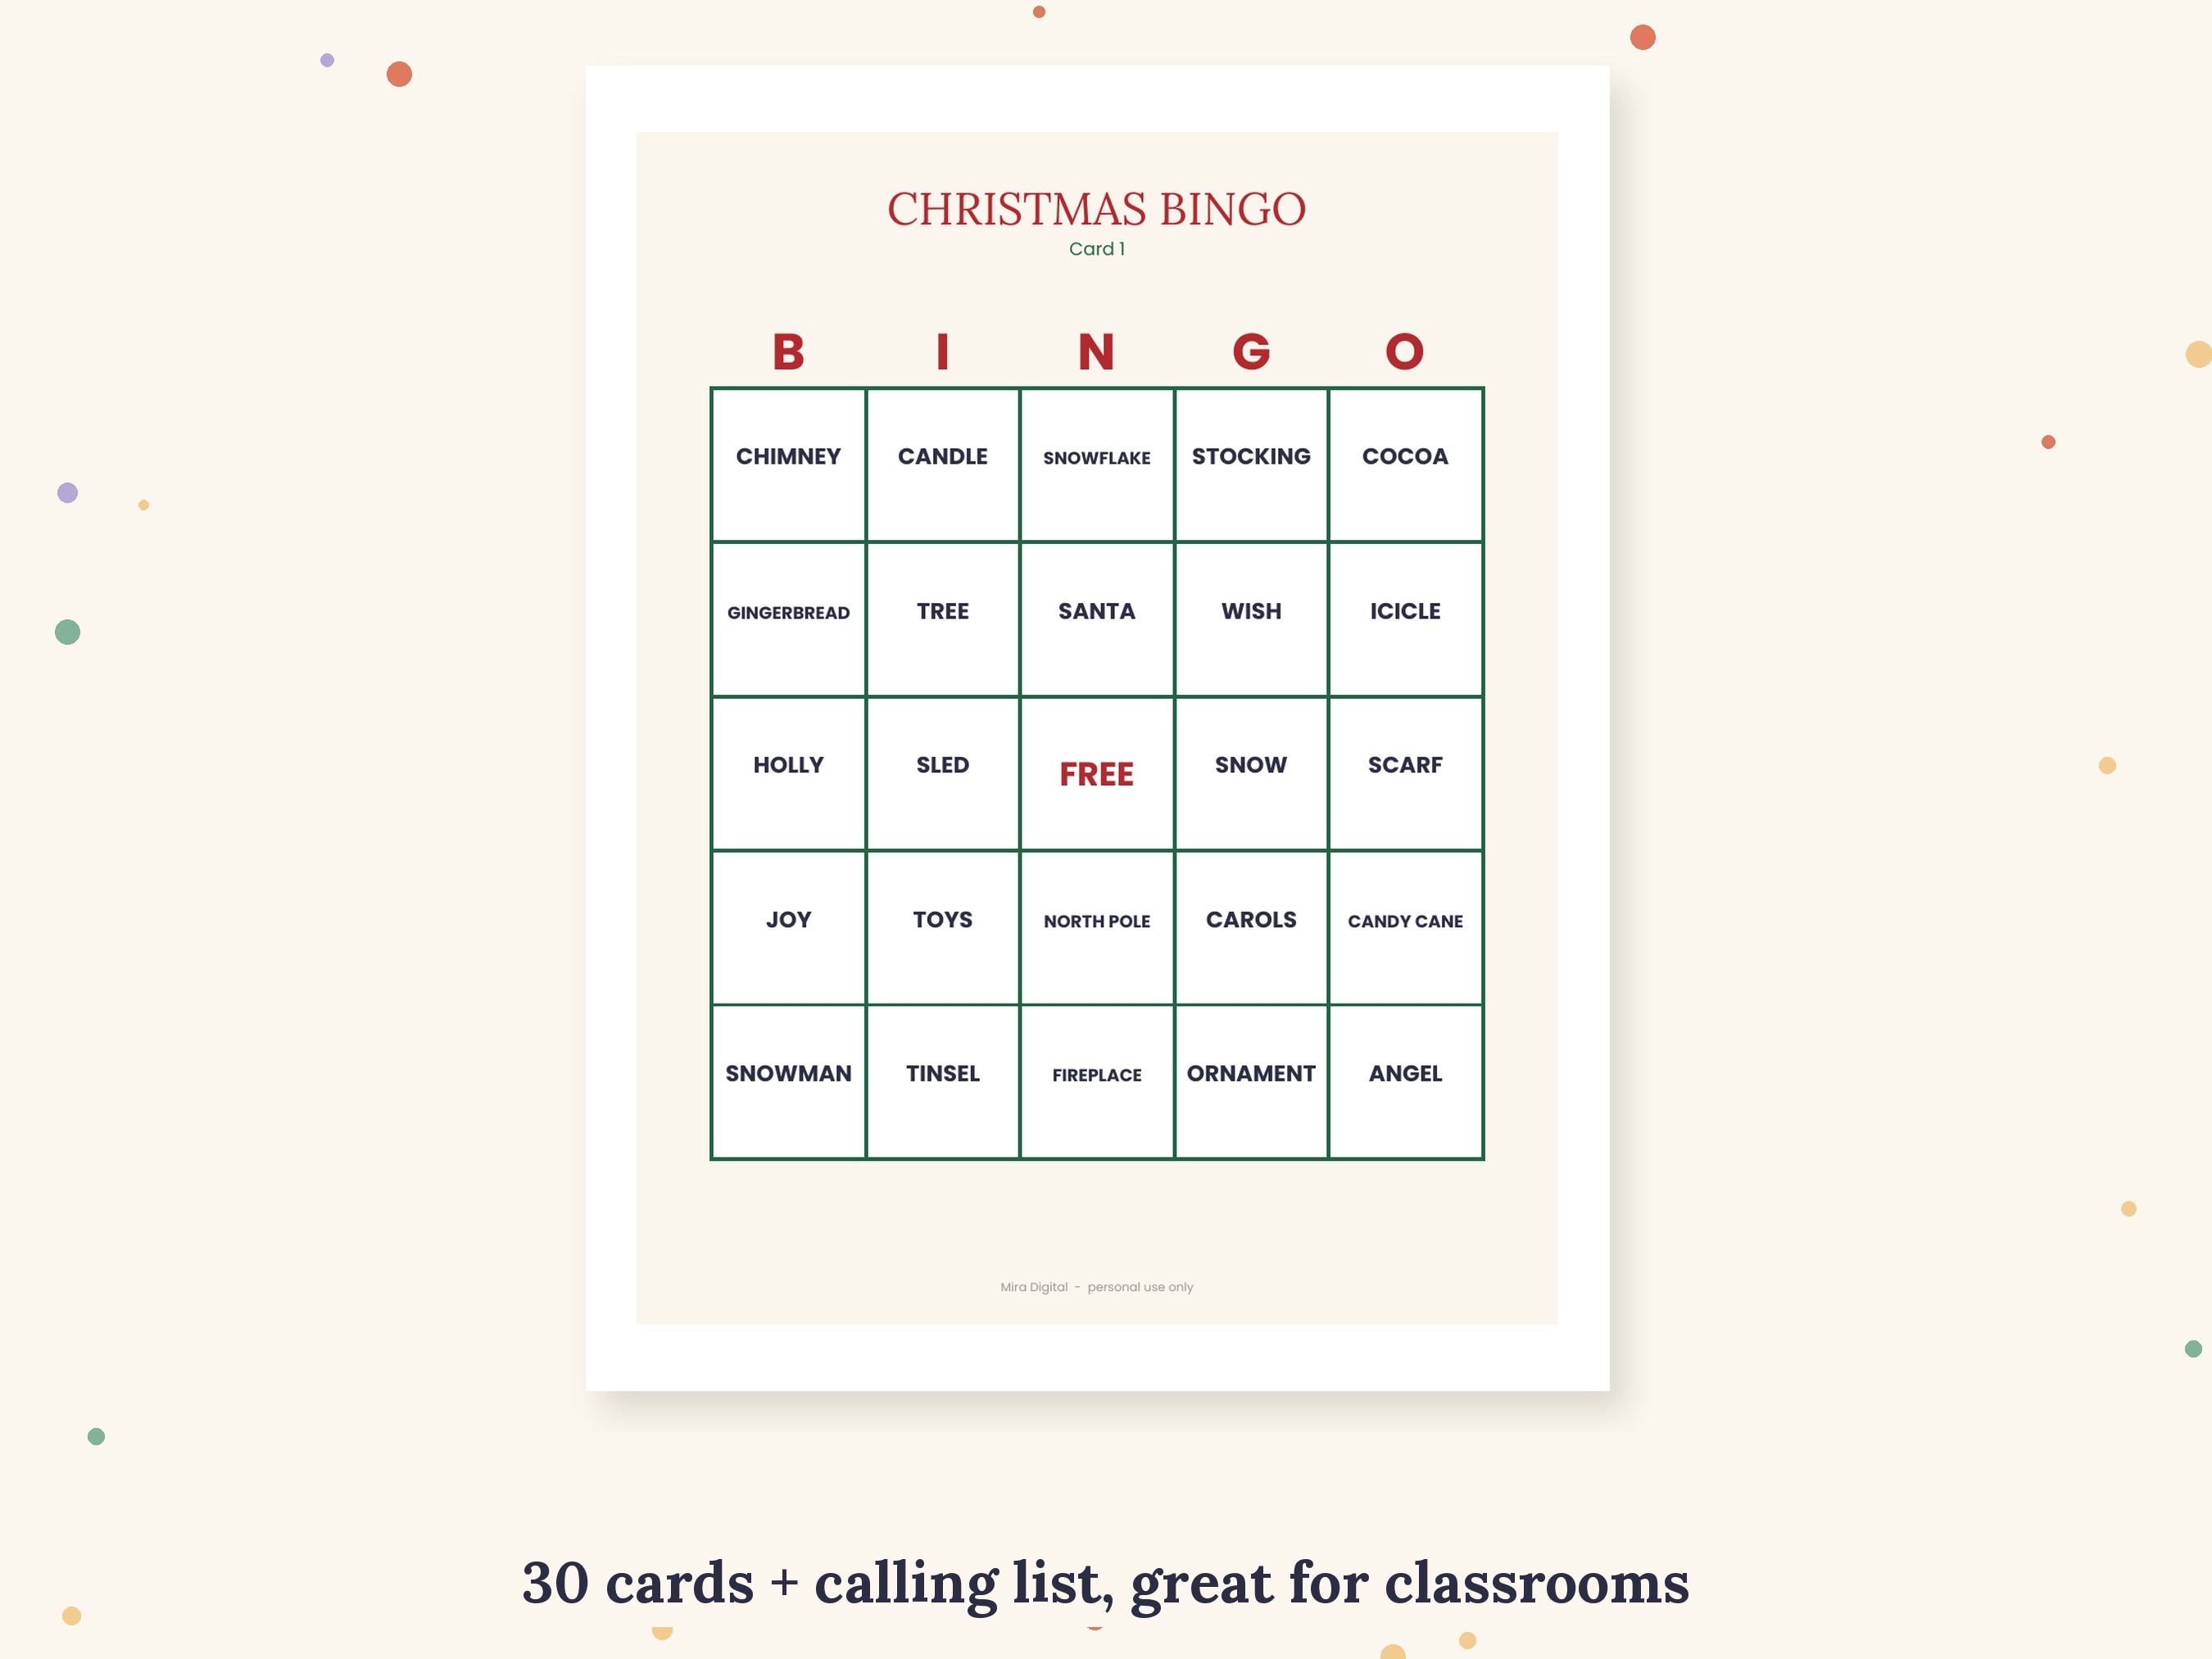 CHRISTMAS BINGO
Card 1
B I N G O
CHIMNEY CANDLE SNOWFLAKE STOCKING COCOA
GINGERBREAD TREE SANTA WISH ICICLE
HOLLY SLED FREE SNOW SCARF
JOY TOYS NORTH POLE CAROLS CANDY CANE
SNOWMAN TINSEL FIREPLACE ORNAMENT ANGEL
Mira Digital - personal use only
30 cards + calling list, great for classrooms